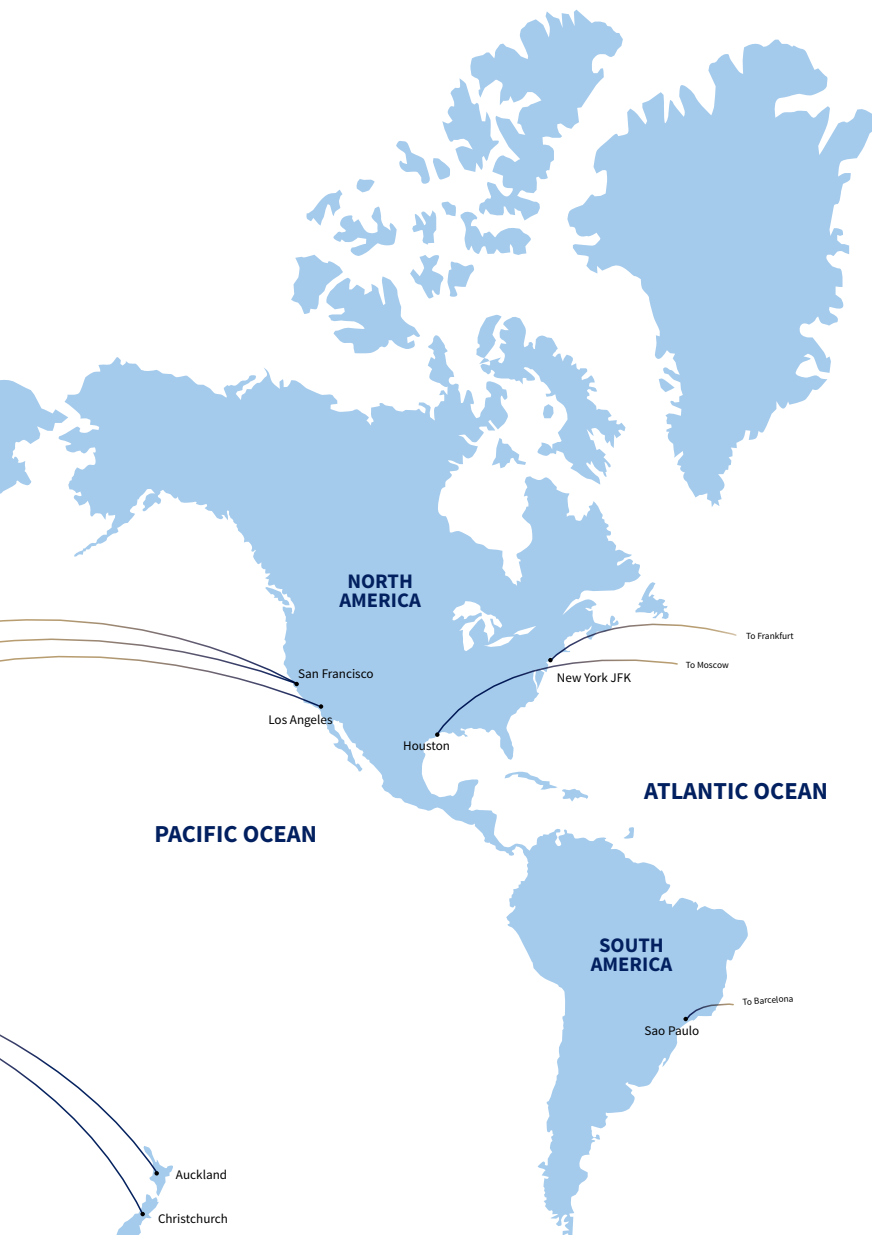 NORTH
AMERICA
To Frankfurt
To Moscow
San Francisco
New York JFK
Los Angeles
Houston
ATLANTIC OCEAN
PACIFIC OCEAN
SOUTH
AMERICA
To Barcelona
Sao Paulo
Auckland
Christchurch